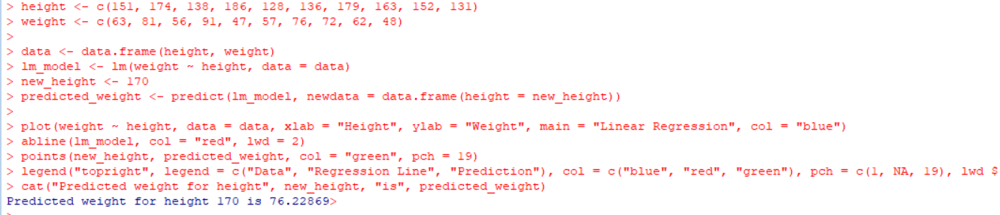 > height <- c(151, 174, 138, 186, 128, 136, 179, 163, 152, 131)
> weight <- c(63, 81, 56, 91, 47, 57, 76, 72, 62, 48)
>
> data <- data.frame(height, weight)
> lm_model <- lm(weight ~ height, data = data)
> new_height <- 170
> predicted_weight <- predict(lm_model, newdata = data.frame(height = new_height))
>
> plot(weight ~ height, data = data, xlab = "Height", ylab = "Weight", main = "Linear Regression", col = "blue")
> abline(lm_model, col = "red", lwd = 2)
> points(new_height, predicted_weight, col = "green", pch = 19)
> legend("topright", legend = c("Data", "Regression Line", "Prediction"), col = c("blue", "red", "green"), pch = c(1, NA, 19), lwd $
> cat("Predicted weight for height", new_height, "is", predicted_weight)
Predicted weight for height 170 is 76.22869>